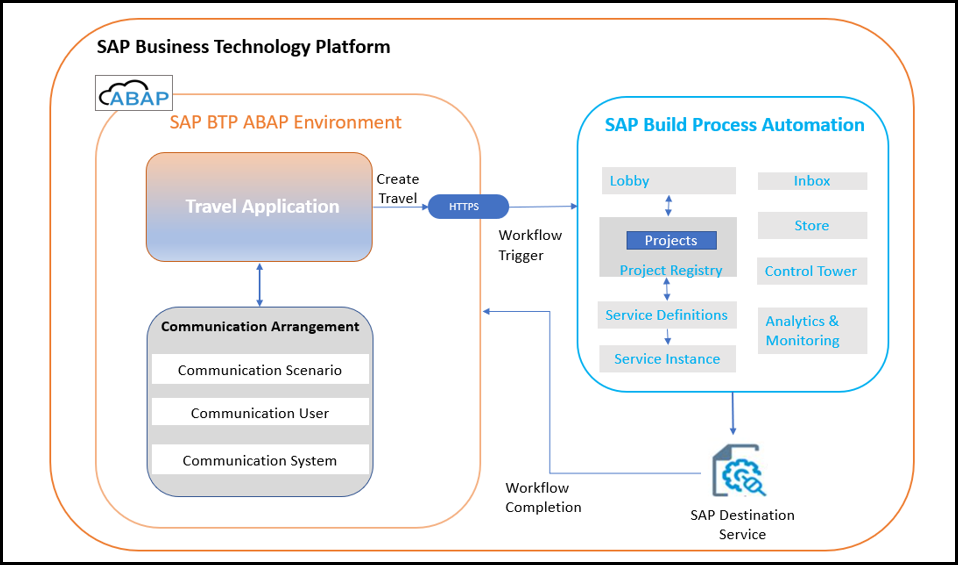 SAP Business Technology Platform
ABAP
SAP BTP ABAP Environment
Travel Application
Create
Travel
HTTPS
Workflow
Trigger
Communication Arrangement
Communication Scenario
Communication User
Communication System
SAP Build Process Automation
Lobby
Projects
Project Registry
Service Definitions
Service Instance
Inbox
Store
Control Tower
Analytics &
Monitoring
Workflow
Completion
SAP Destination
Service